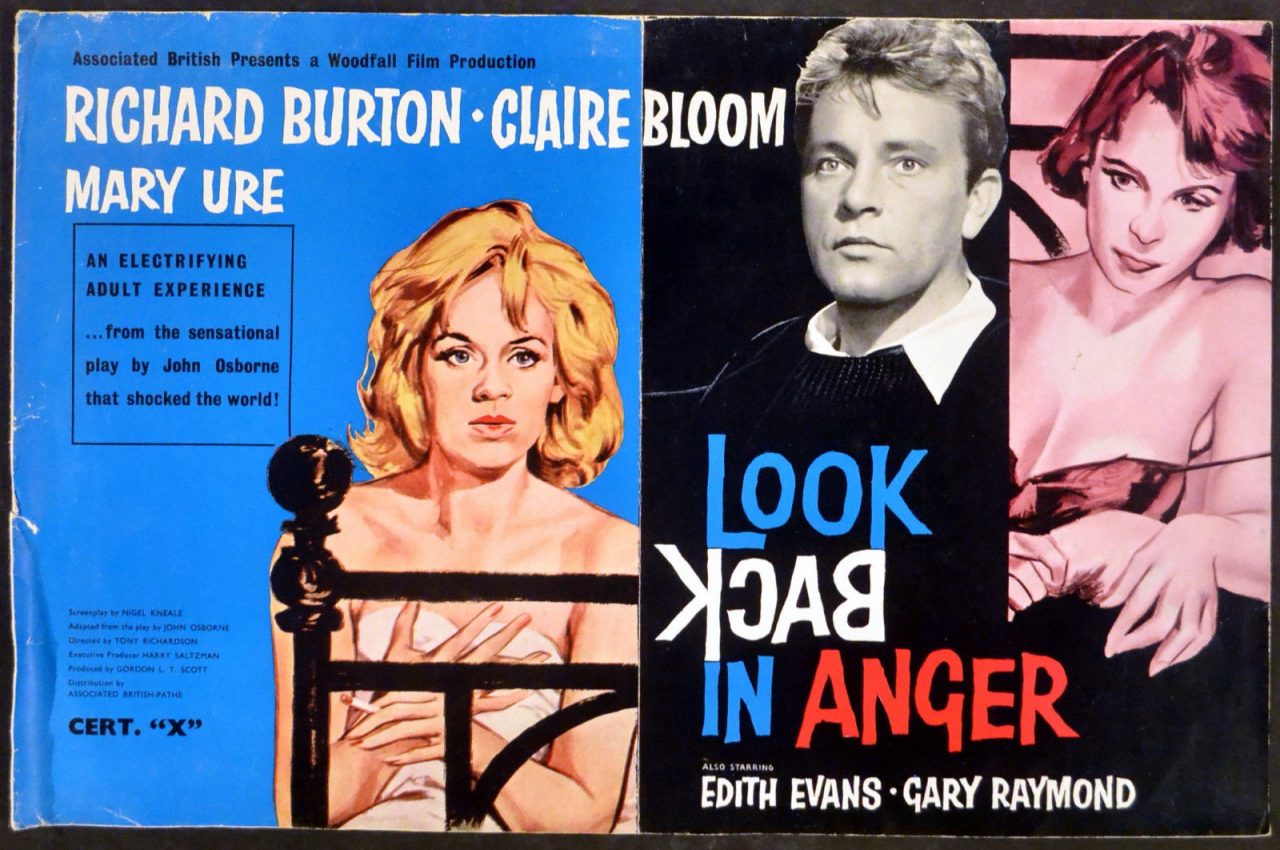 Associated British Presents a Woodfall Film Production
RICHARD BURTON · CLAIRE BLOOM
MARY URE
AN ELECTRIFYING
ADULT EXPERIENCE
...from the sensational
play by John Osborne
that shocked the world!
Screenplay by NIGEL KNEALE
Adapted from the play by JOHN OSBORNE
Directed by TONY RICHARDSON
Executive Producer HARRY SALTZMAN
Produced by GORDON L. T. SCOTT
Distribution by
ASSOCIATED BRITISH-PATHE
CERT. “X”
LOOK
BACK
IN ANGER
ALSO STARRING
EDITH EVANS · GARY RAYMOND